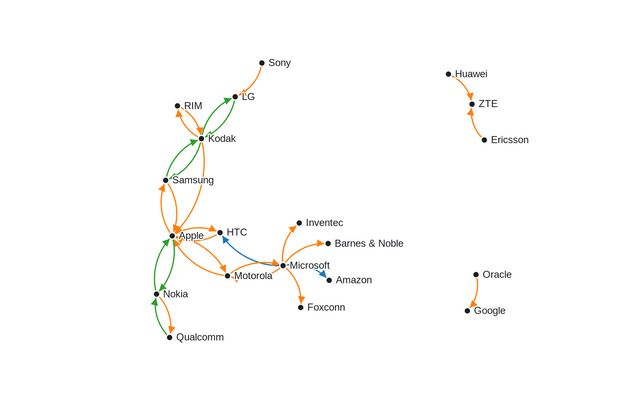 Sony
Huawei
LG
ZTE
RIM
Kodak
Ericsson
Samsung
Inventec
HTC
Apple
Barnes & Noble
Microsoft
Oracle
Motorola
Amazon
Nokia
Foxconn
Google
Qualcomm